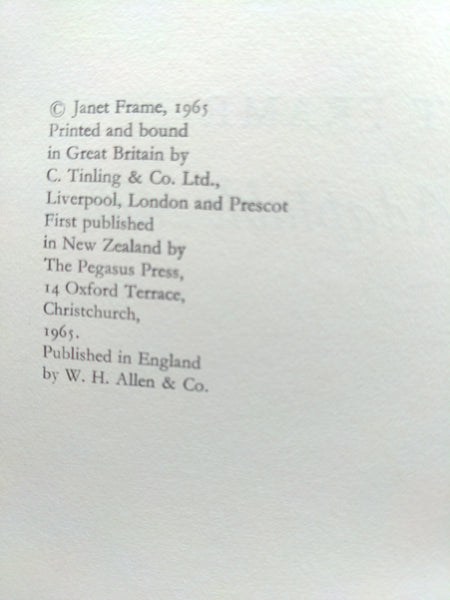 © Janet Frame, 1965
Printed and bound
in Great Britain by
C. Tinling & Co. Ltd.,
Liverpool, London and Prescot
First published
in New Zealand by
The Pegasus Press,
14 Oxford Terrace,
Christchurch,
1965.
Published in England
by W. H. Allen & Co.